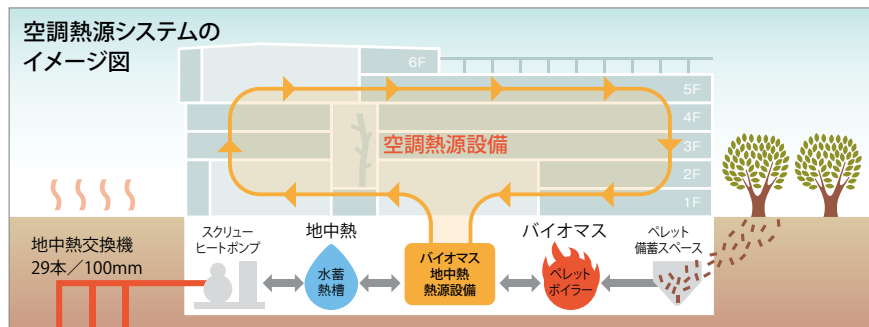 空調熱源システムの
イメージ図
6F
5F
4F
3F
2F
1F
空調熱源設備
地中熱交換機
29本／100mm
スクリュー
ヒートポンプ
地中熱
水蓄
熱槽
バイオマス
地中熱
熱源設備
バイオマス
ペレット
ボイラー
ペレット
備蓄スペース